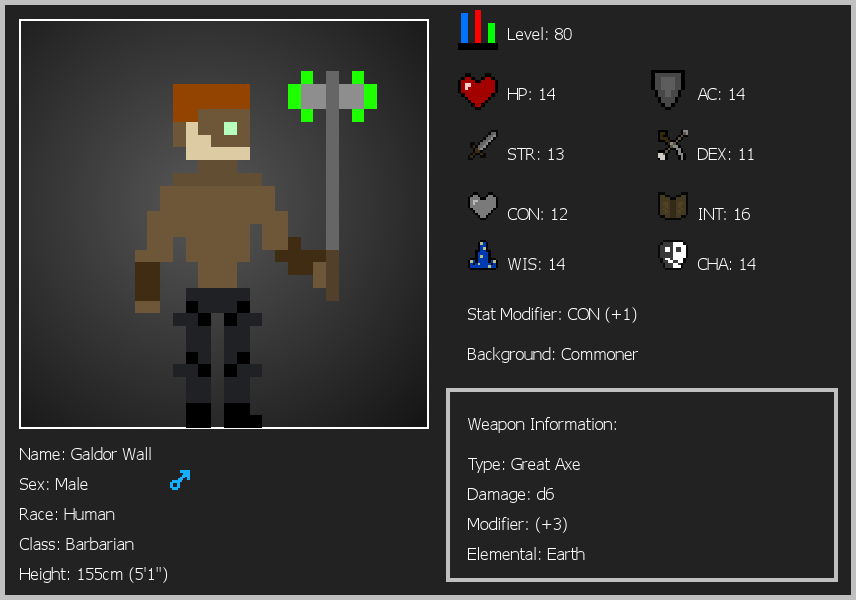 Level: 80
HP: 14
AC: 14
STR: 13
DEX: 11
CON: 12
INT: 16
WIS: 14
CHA: 14
Stat Modifier: CON (+1)
Background: Commoner
Weapon Information:
Type: Great Axe
Damage: d6
Modifier: (+3)
Elemental: Earth
Name: Galdor Wall
Sex: Male
Race: Human
Class: Barbarian
Height: 155cm (5'1")